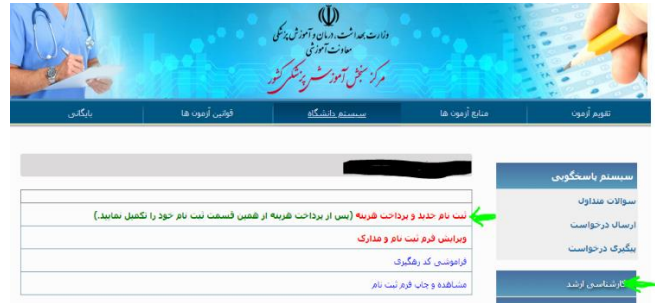 وزارت بهداشت، درمان و آموزش پزشکی
معاونت آموزشی
مرکز سنجش آموزش پزشکی کشور
تقویم آزمون
منابع آزمون ها
سیستم دانشگاه
قوانین آزمون ها
بایگانی
سیستم پاسخگویی
سوالات متداول
ارسال درخواست
پیگیری درخواست
کارشناسی ارشد
ثبت نام جدید و پرداخت هزینه (پس از پرداخت هزینه از همین قسمت ثبت نام خود را تکمیل نمایید.)
ویرایش فرم ثبت نام و مدارک
فراموشی کد رهگیری
مشاهده و چاپ فرم ثبت نام